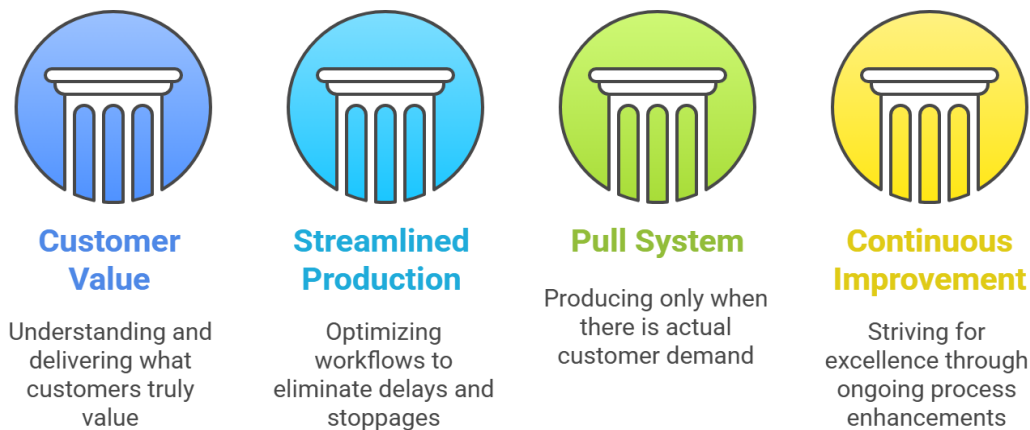 Customer
Value
Understanding and
delivering what
customers truly
value
Streamlined
Production
Optimizing
workflows to
eliminate delays and
stoppages
Pull System
Producing only when
there is actual
customer demand
Continuous
Improvement
Striving for
excellence through
ongoing process
enhancements